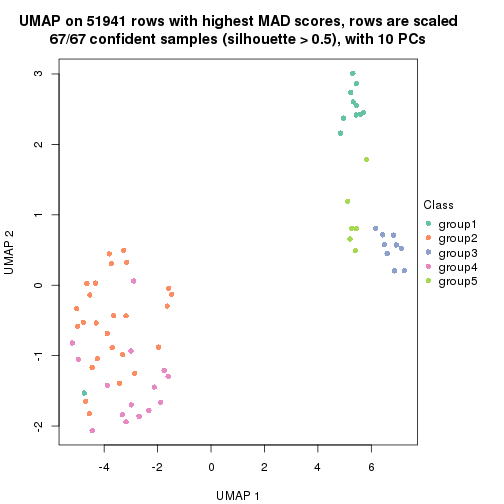 UMAP on 51941 rows with highest MAD scores, rows are scaled
67/67 confident samples (silhouette > 0.5), with 10 PCs
3
2
1
0
-1
-2
UMAP 2
-4
-2
0
2
4
6
UMAP 1
Class
group1
group2
group3
group4
group5